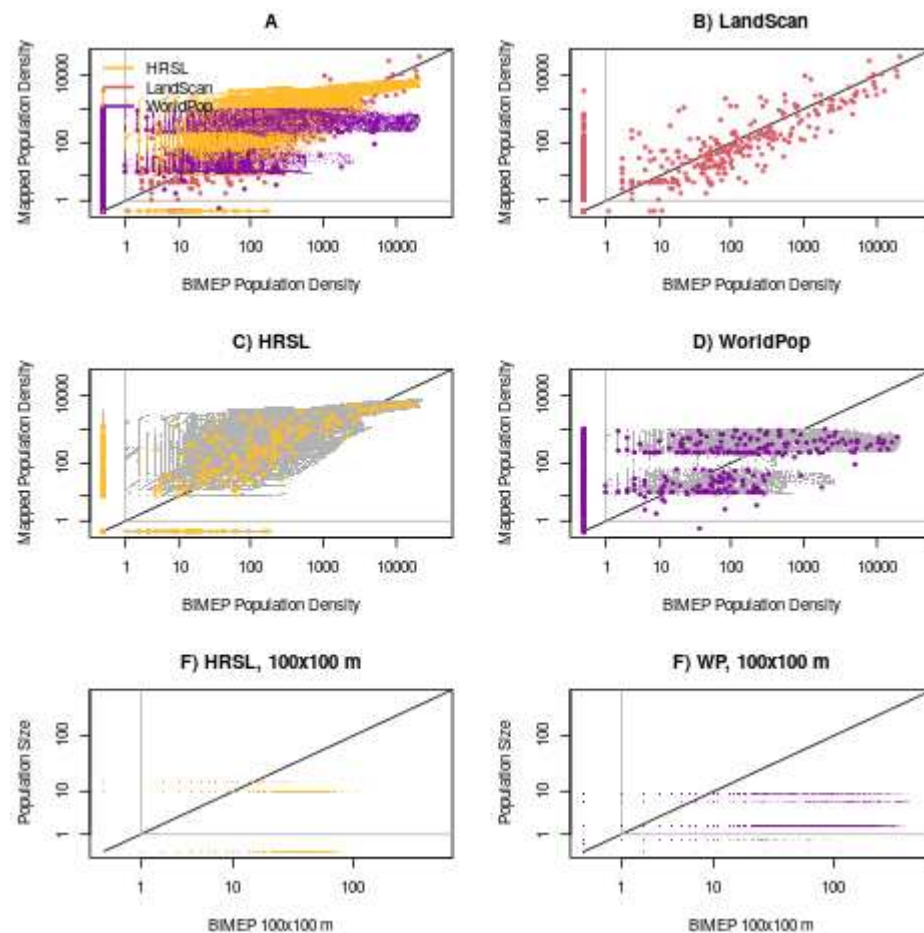 A
B) LandScan
HRSL
LandScan
WorldPop
Mapped Population Density
10000
100
1
1
10
100
1000
10000
BIMEP Population Density
Mapped Population Density
10000
100
1
1
10
100
1000
10000
BIMEP Population Density
C) HRSL
D) WorldPop
Mapped Population Density
10000
100
1
1
10
100
1000
10000
BIMEP Population Density
Mapped Population Density
10000
100
1
1
10
100
1000
10000
BIMEP Population Density
F) HRSL, 100x100 m
F) WP, 100x100 m
Population Size
100
10
1
1
10
100
BIMEP 100x100 m
Population Size
100
10
1
1
10
100
BIMEP 100x100 m